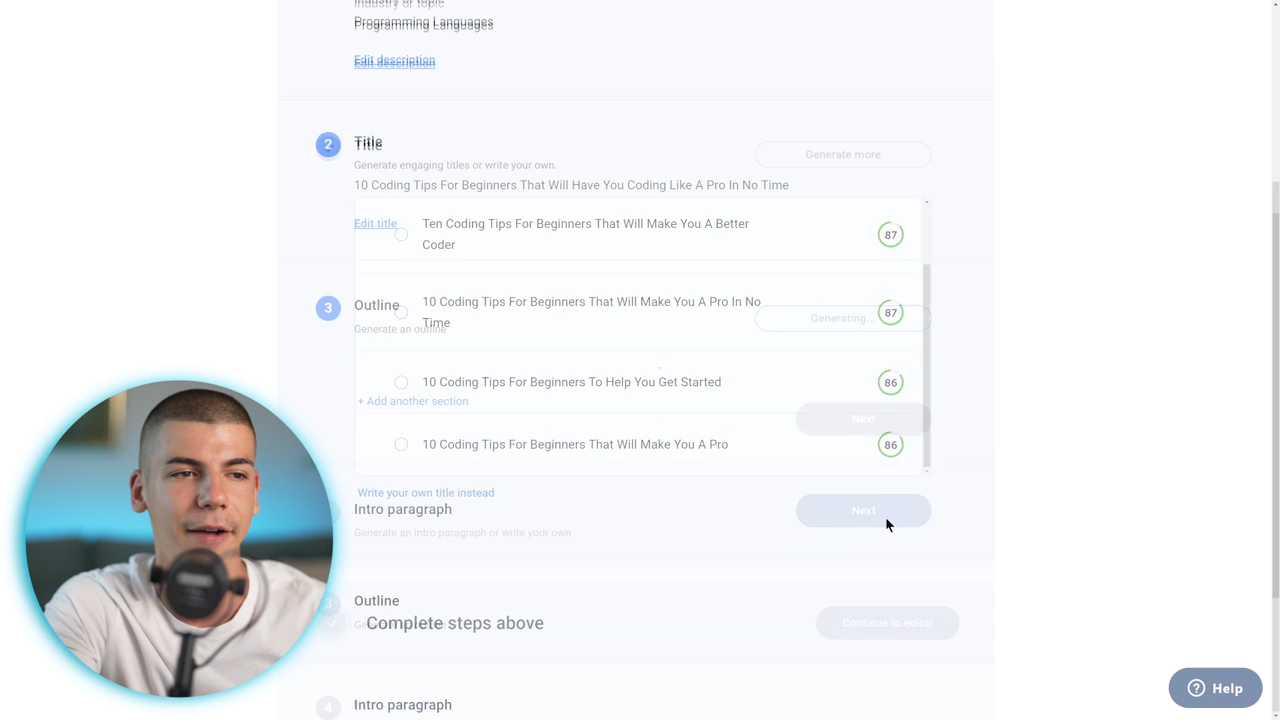 Industry or topic
Programming Languages
Edit description
2
Title
Generate more
Generate engaging titles or write your own.
10 Coding Tips For Beginners That Will Have You Coding Like A Pro In No Time
Edit title
Ten Coding Tips For Beginners That Will Make You A Better
Coder
87
3
Outline
Generate an outline
10 Coding Tips For Beginners That Will Make You A Pro In No
Time
87
Generating...
10 Coding Tips For Beginners To Help You Get Started
86
+ Add another section
Next
10 Coding Tips For Beginners That Will Make You A Pro
86
Write your own title instead
Intro paragraph
Next
Generate an intro paragraph or write your own
3
Outline
Complete steps above
Continue to editor
Help
4
Intro paragraph